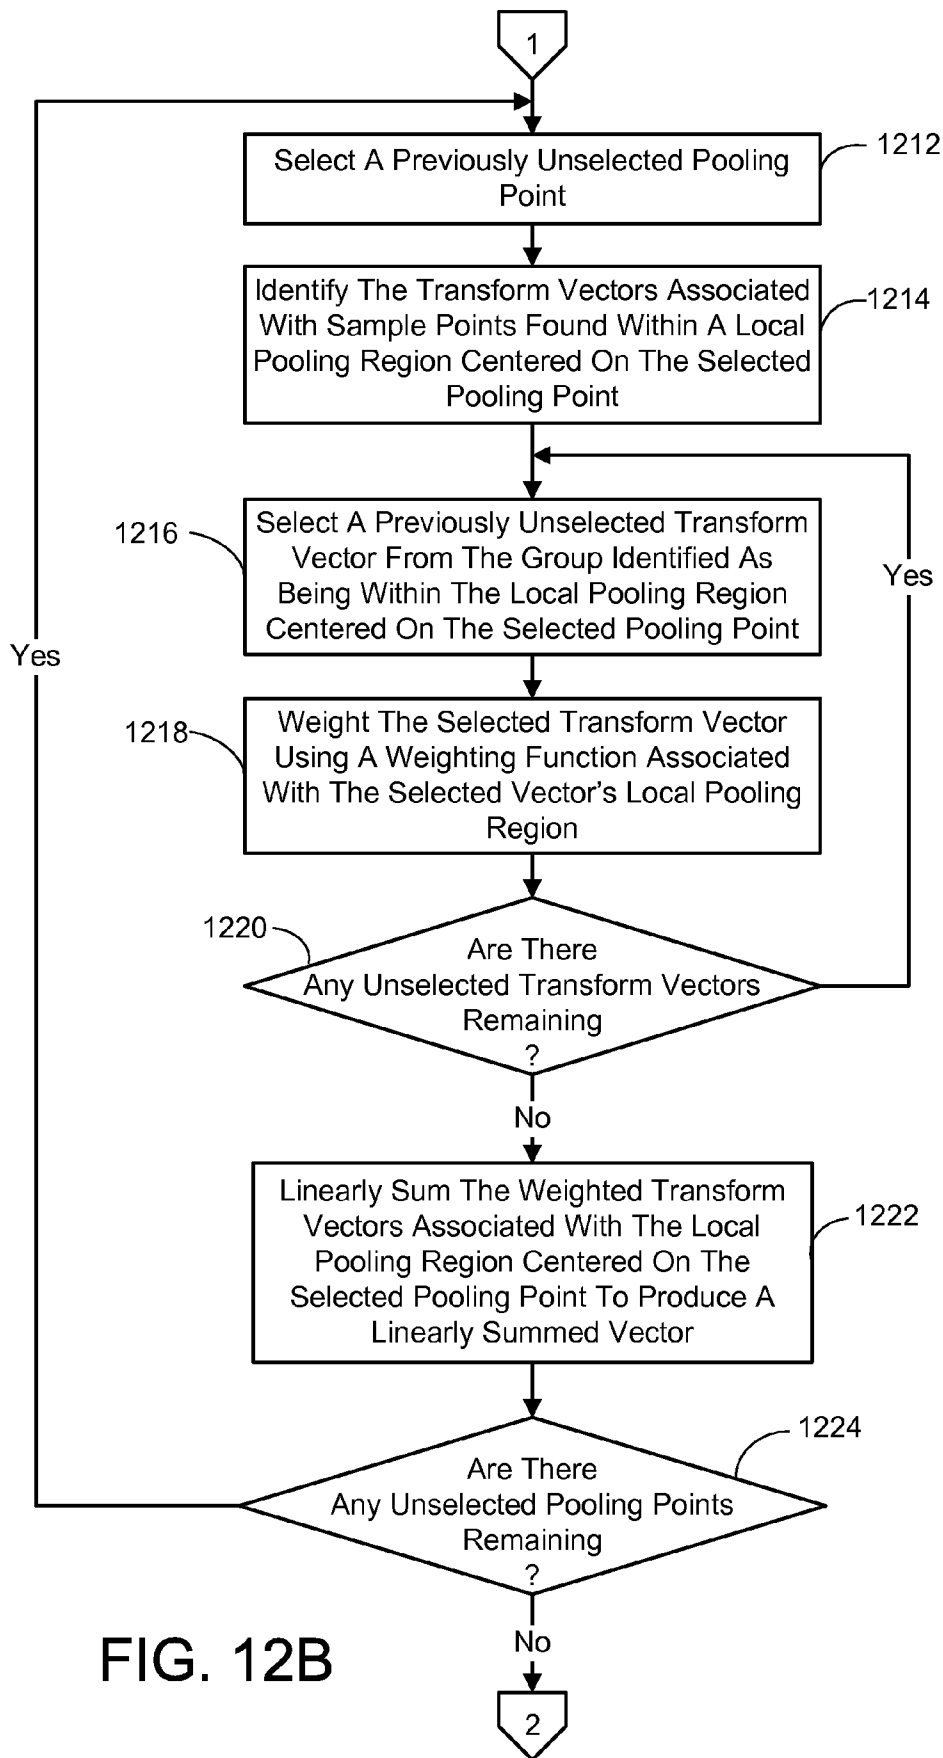 1
1212
Select A Previously Unselected Pooling
Point
Identify The Transform Vectors Associated
With Sample Points Found Within A Local
Pooling Region Centered On The Selected
Pooling Point
1214
1216
Select A Previously Unselected Transform
Vector From The Group Identified As
Being Within The Local Pooling Region
Centered On The Selected Pooling Point
Yes
Yes
1218
Weight The Selected Transform Vector
Using A Weighting Function Associated
With The Selected Vector's Local Pooling
Region
1220
Are There
Any Unselected Transform Vectors
Remaining
?
No
Linearly Sum The Weighted Transform
Vectors Associated With The Local
Pooling Region Centered On The
Selected Pooling Point To Produce A
Linearly Summed Vector
1222
1224
Are There
Any Unselected Pooling Points
Remaining
?
No
FIG. 12B
2